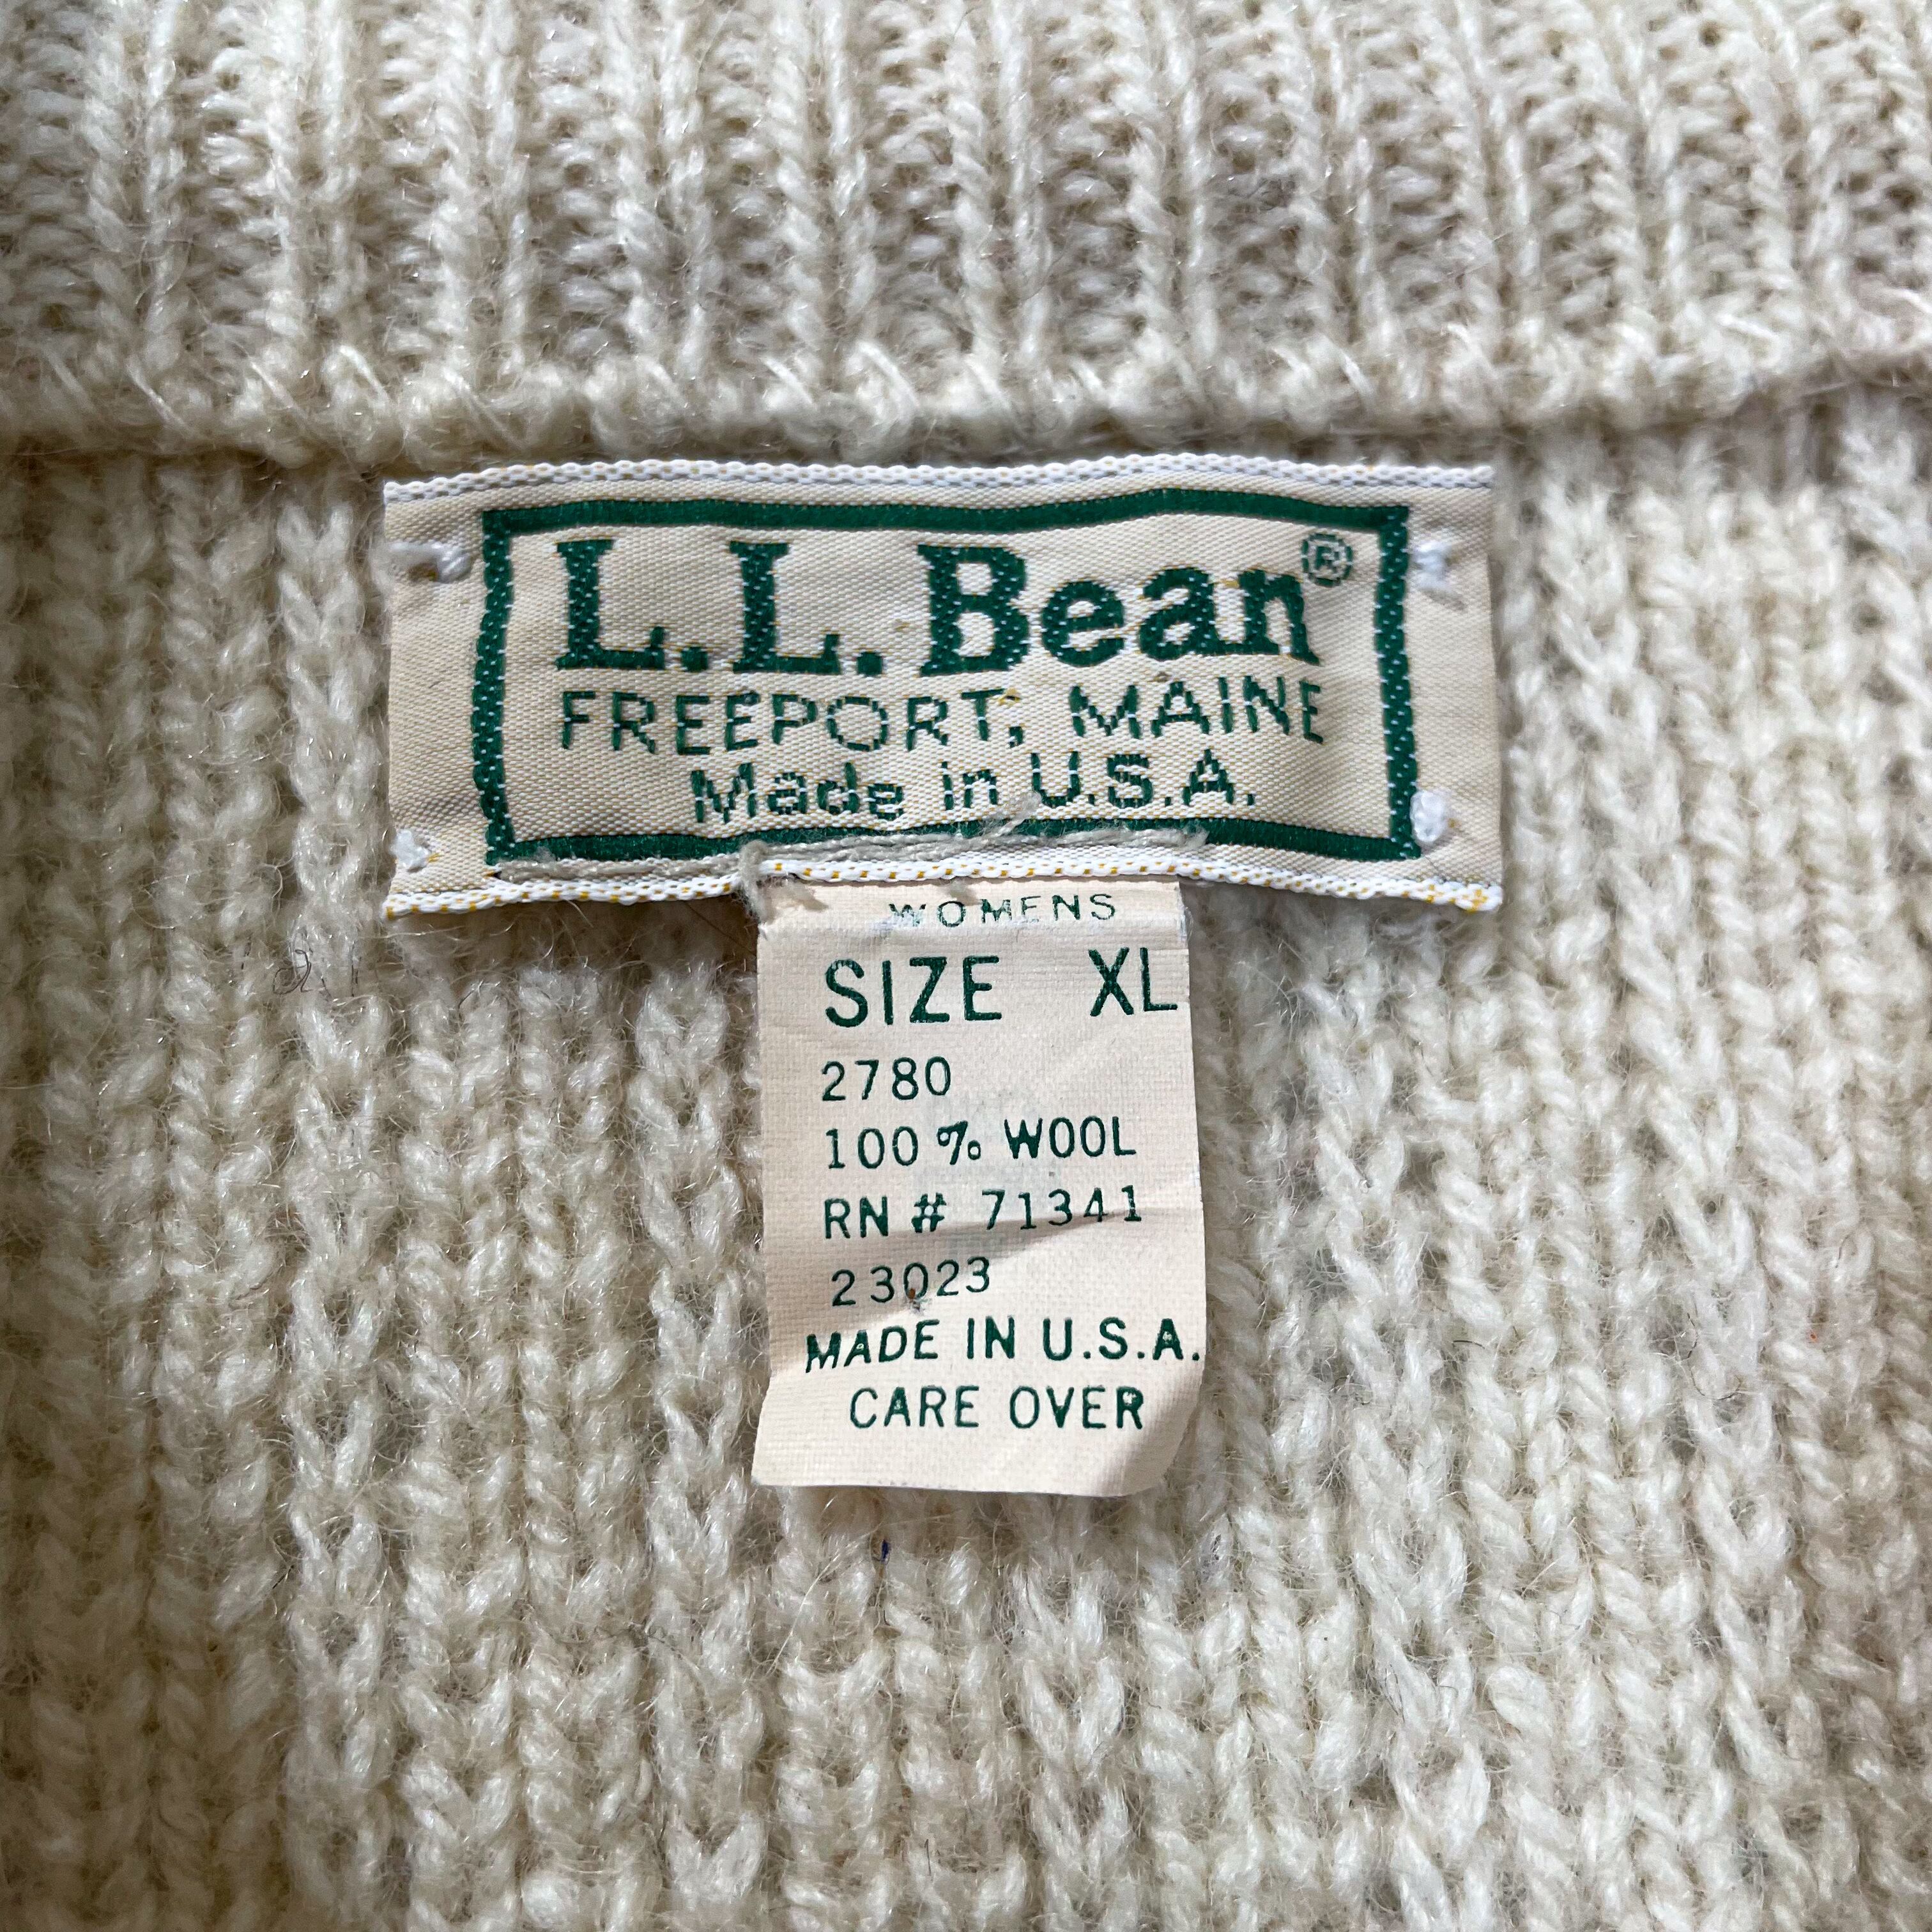 L.L.Bean®
FREEPORT, MAINE
Made in U.S.A.
WOMENS
SIZE XL
2780
100% WOOL
RN # 71341
23023
MADE IN U.S.A.
CARE OVER